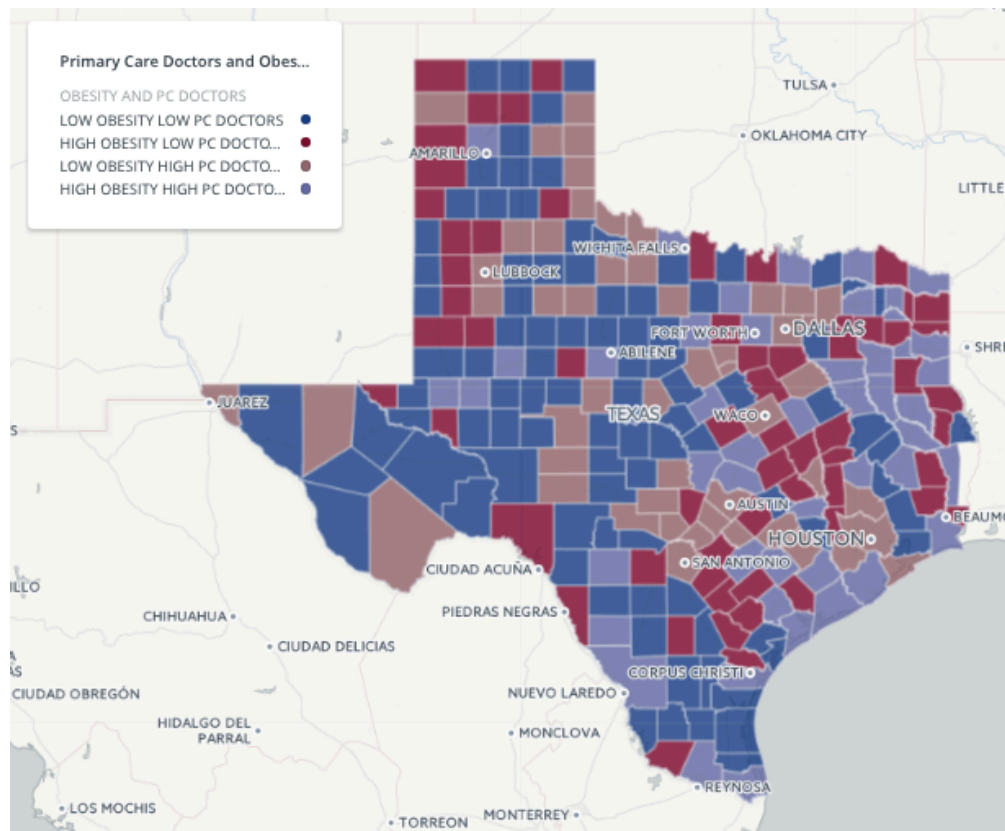 Primary Care Doctors and Obes...
OBESITY AND PC DOCTORS
LOW OBESITY LOW PC DOCTORS
HIGH OBESITY LOW PC DOCTO...
LOW OBESITY HIGH PC DOCTO...
HIGH OBESITY HIGH PC DOCTO...
TULSA
OKLAHOMA CITY
AMARILLO
LITTLE
WICHITA FALLS
LUBBOCK
FORT WORTH
DALLAS
SHRE
ABILENE
JUAREZ
TEXAS
WACO
S
AUSTIN
BEAUMO
HOUSTON
SAN ANTONIO
CIUDAD ACUÑA
ILLO
PIEDRAS NEGRAS
CHIHUAHUA
CIUDAD DELICIAS
A
AS
CORPUS CHRISTI
CIUDAD OBREGÓN
NUEVO LAREDO
HIDALGO DEL
PARRAL
MONCLOVA
REYNOSA
LOS MOCHIS
MONTERREY
TORREON